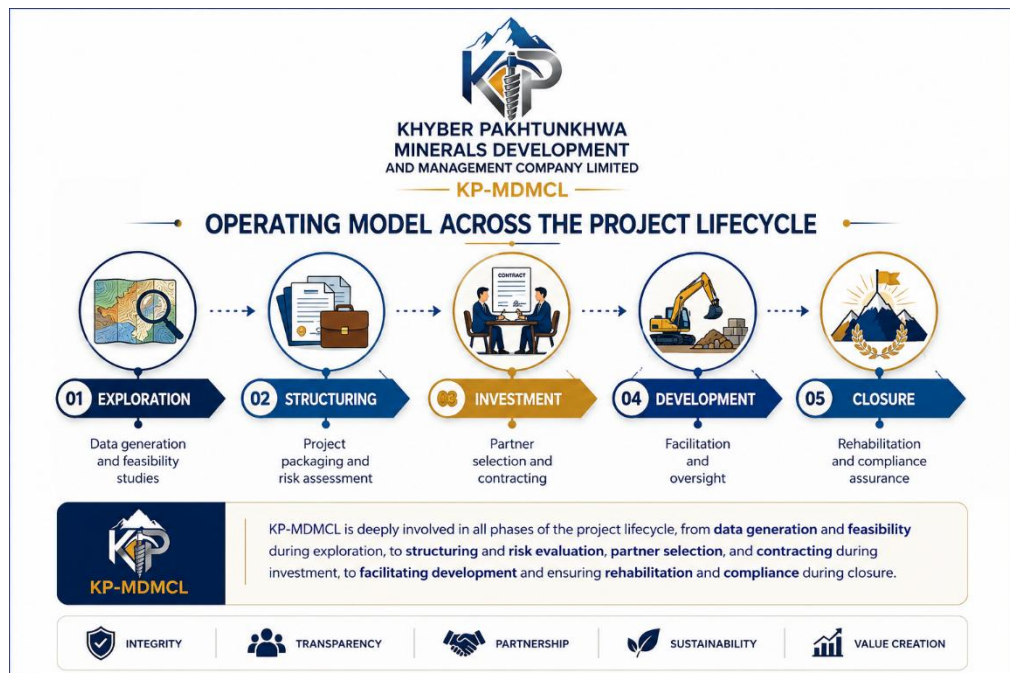 KP
KHYBER PAKHTUNKHWA
MINERALS DEVELOPMENT
AND MANAGEMENT COMPANY LIMITED
KP-MDMCL
OPERATING MODEL ACROSS THE PROJECT LIFECYCLE
CONTRACT
01 EXPLORATION
02 STRUCTURING
03 INVESTMENT
04 DEVELOPMENT
05 CLOSURE
Data generation
and feasibility
studies
Project
packaging and
risk assessment
Partner
selection and
contracting
Facilitation
and
oversight
Rehabilitation
and compliance
assurance
KP
KP-MDMCL
KP-MDMCL is deeply involved in all phases of the project lifecycle, from data generation and feasibility
during exploration, to structuring and risk evaluation, partner selection, and contracting during
investment, to facilitating development and ensuring rehabilitation and compliance during closure.
INTEGRITY
TRANSPARENCY
PARTNERSHIP
SUSTAINABILITY
VALUE CREATION